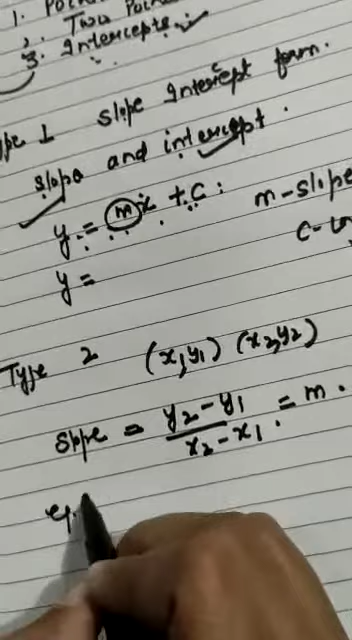 1. Point
2. Two Point
3. Intercepts
Type 1 Slope Intercept form.
slope and intercept.
y = mx + c. m-slope
y = c-
Type 2 (x, y1) (x2, y2)
Slope = y2 - y1 / x2 - x1 = m.